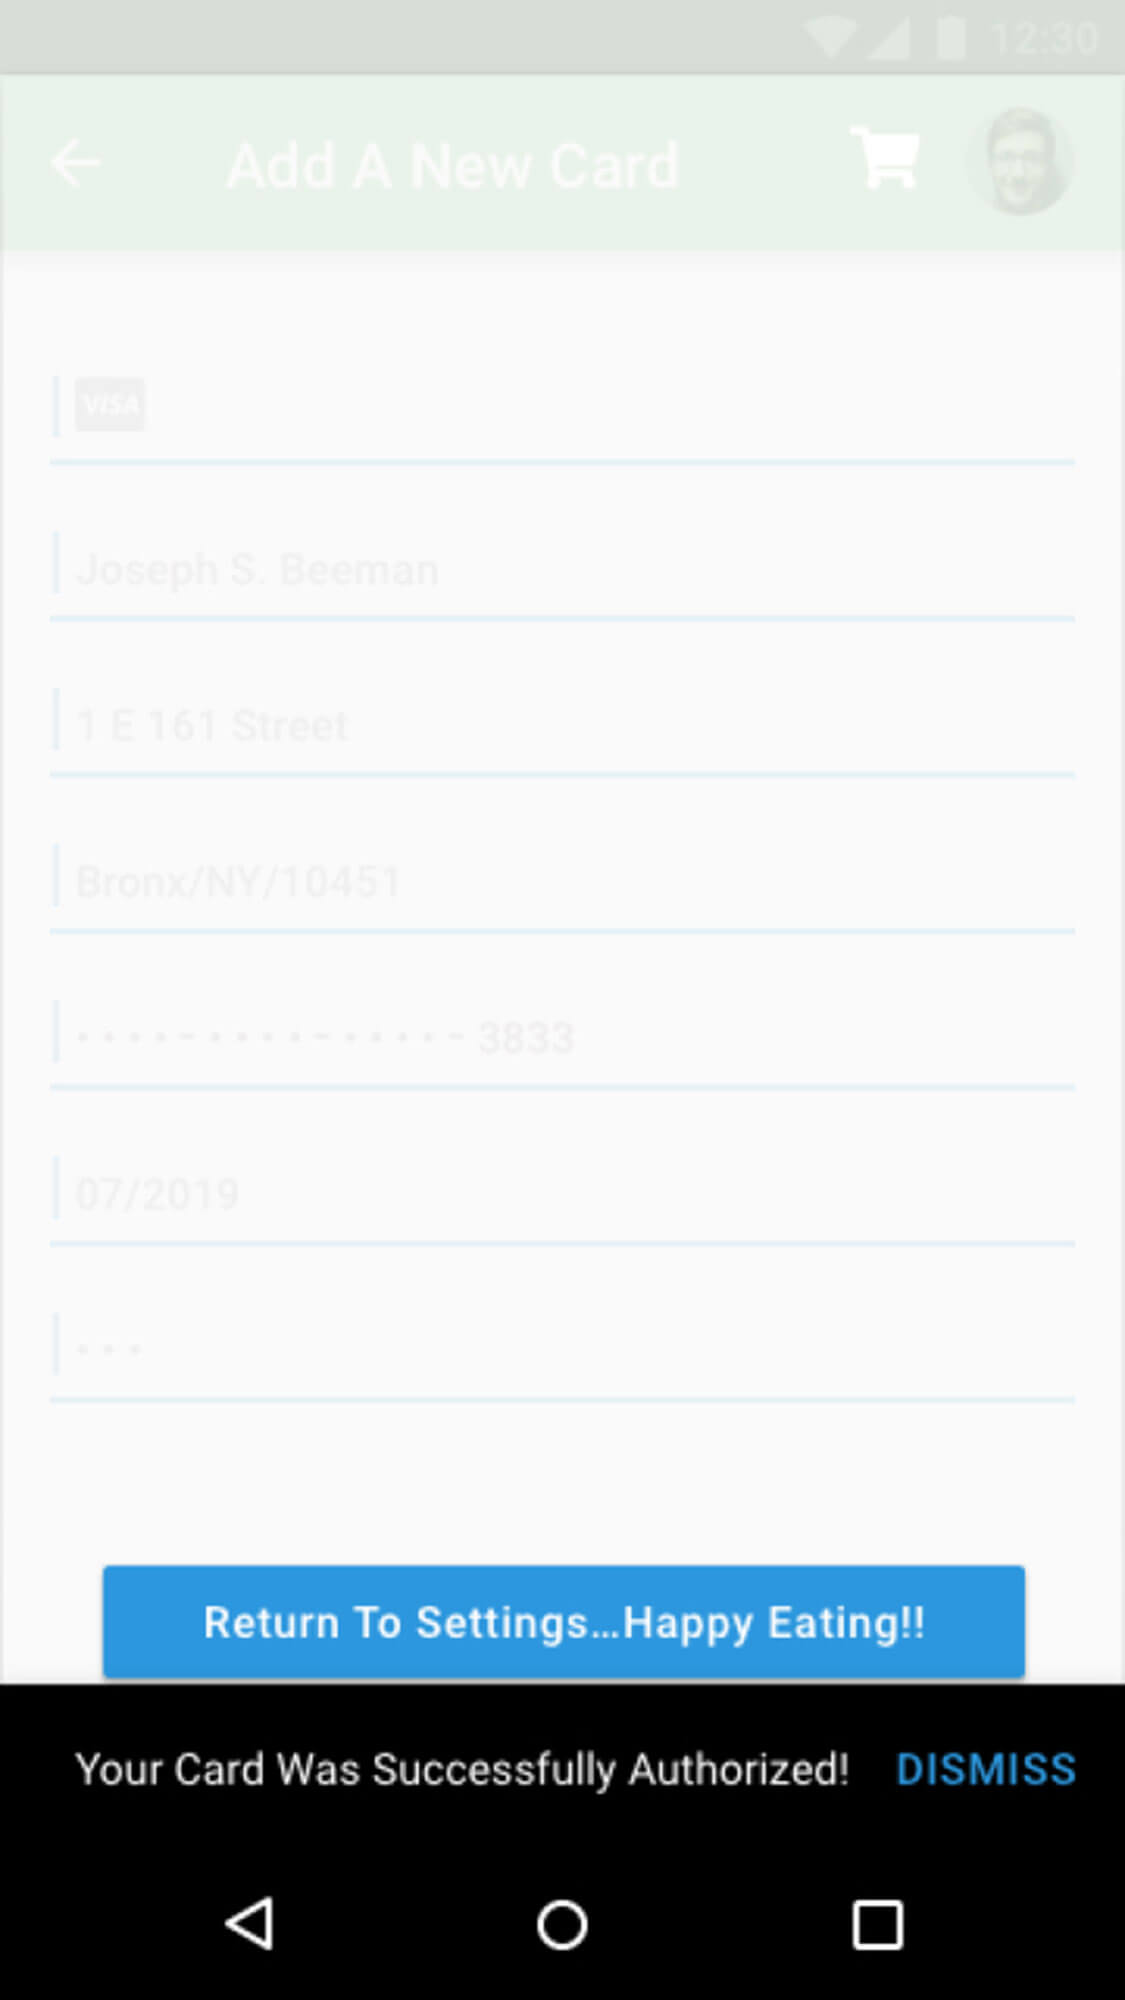 12:30
Add A New Card
VISA
Joseph S. Beeman
1 E 161 Street
Bronx/NY/10451
••••-••••-••••- 3833
07/2019
•••
Return To Settings...Happy Eating!!
Your Card Was Successfully Authorized! DISMISS